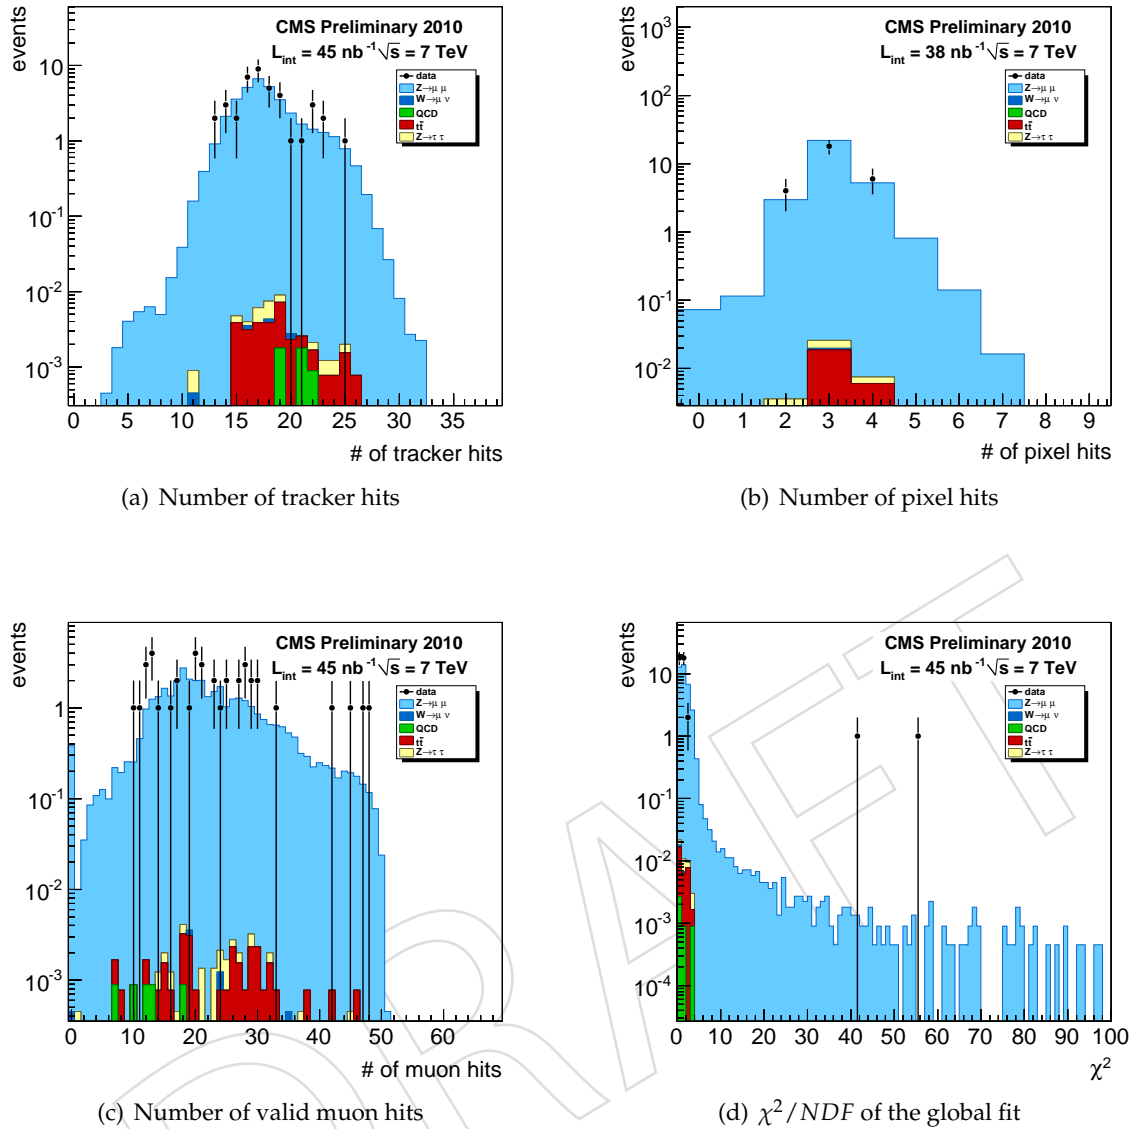 events
CMS Preliminary 2010
L_int = 45 nb^-1 √s = 7 TeV
data
Z→μ μ
W→μ ν
QCD
tt̄
Z→τ τ
10
1
10^-1
10^-2
10^-3
0 5 10 15 20 25 30 35
# of tracker hits
(a) Number of tracker hits
events
CMS Preliminary 2010
L_int = 38 nb^-1 √s = 7 TeV
data
Z→μ μ
W→μ ν
QCD
tt̄
Z→τ τ
10^3
10^2
10
1
10^-1
10^-2
0 1 2 3 4 5 6 7 8 9
# of pixel hits
(b) Number of pixel hits
events
CMS Preliminary 2010
L_int = 45 nb^-1 √s = 7 TeV
data
Z→μ μ
W→μ ν
QCD
tt̄
Z→τ τ
1
10^-1
10^-2
10^-3
0 10 20 30 40 50 60
# of muon hits
(c) Number of valid muon hits
events
CMS Preliminary 2010
L_int = 45 nb^-1 √s = 7 TeV
data
Z→μ μ
W→μ ν
QCD
tt̄
Z→τ τ
10
1
10^-1
10^-2
10^-3
10^-4
0 10 20 30 40 50 60 70 80 90 100
χ^2
(d) χ^2/NDF of the global fit
DRAFT